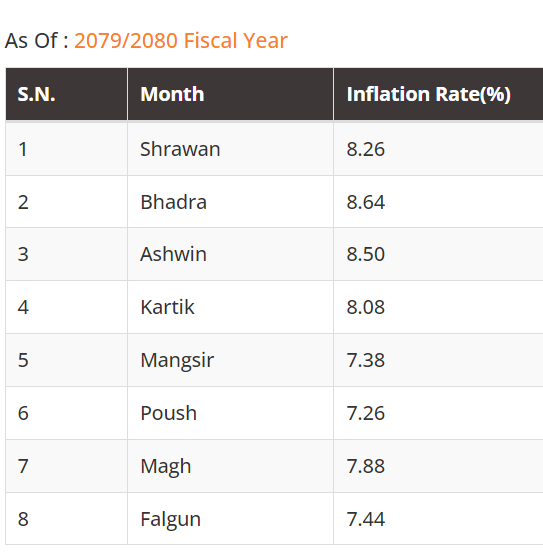 As Of : 2079/2080 Fiscal Year
S.N. Month Inflation Rate(%)
1 Shrawan 8.26
2 Bhadra 8.64
3 Ashwin 8.50
4 Kartik 8.08
5 Mangsir 7.38
6 Poush 7.26
7 Magh 7.88
8 Falgun 7.44